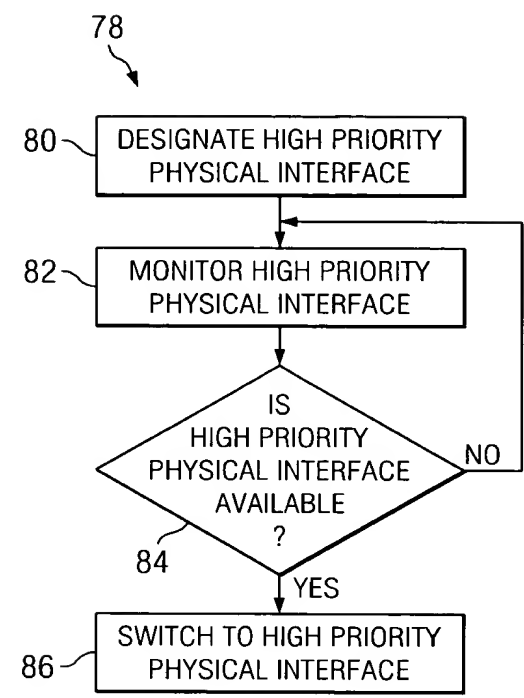 78
80
DESIGNATE HIGH PRIORITY
PHYSICAL INTERFACE
82
MONITOR HIGH PRIORITY
PHYSICAL INTERFACE
IS
HIGH PRIORITY
PHYSICAL INTERFACE
AVAILABLE
?
NO
84
YES
86
SWITCH TO HIGH PRIORITY
PHYSICAL INTERFACE